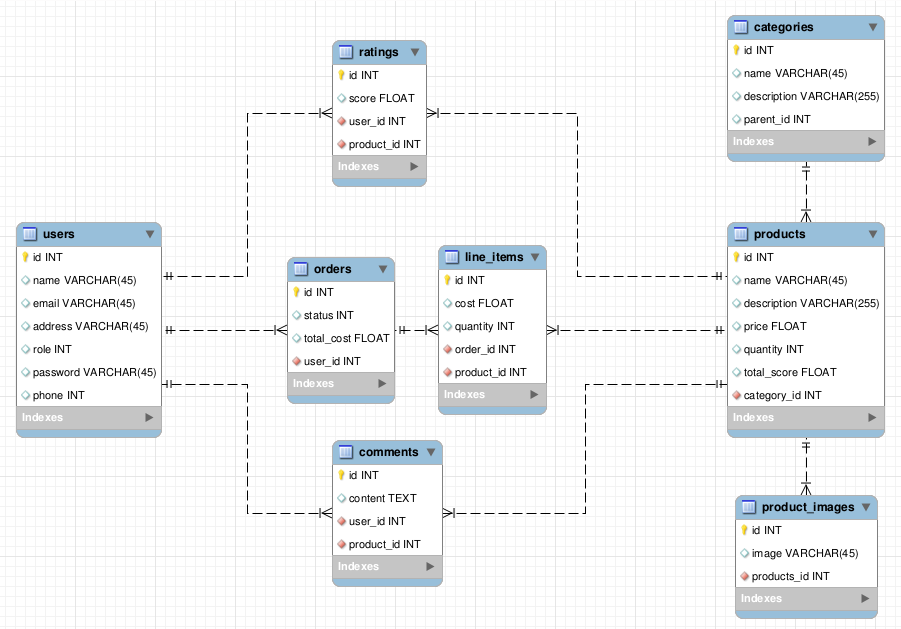 categories
id INT
name VARCHAR(45)
description VARCHAR(255)
parent_id INT
Indexes
ratings
id INT
score FLOAT
user_id INT
product_id INT
Indexes
users
id INT
name VARCHAR(45)
email VARCHAR(45)
address VARCHAR(45)
role INT
password VARCHAR(45)
phone INT
Indexes
orders
id INT
status INT
total_cost FLOAT
user_id INT
Indexes
line_items
id INT
cost FLOAT
quantity INT
order_id INT
product_id INT
Indexes
products
id INT
name VARCHAR(45)
description VARCHAR(255)
price FLOAT
quantity INT
total_score FLOAT
category_id INT
Indexes
comments
id INT
content TEXT
user_id INT
product_id INT
Indexes
product_images
id INT
image VARCHAR(45)
products_id INT
Indexes